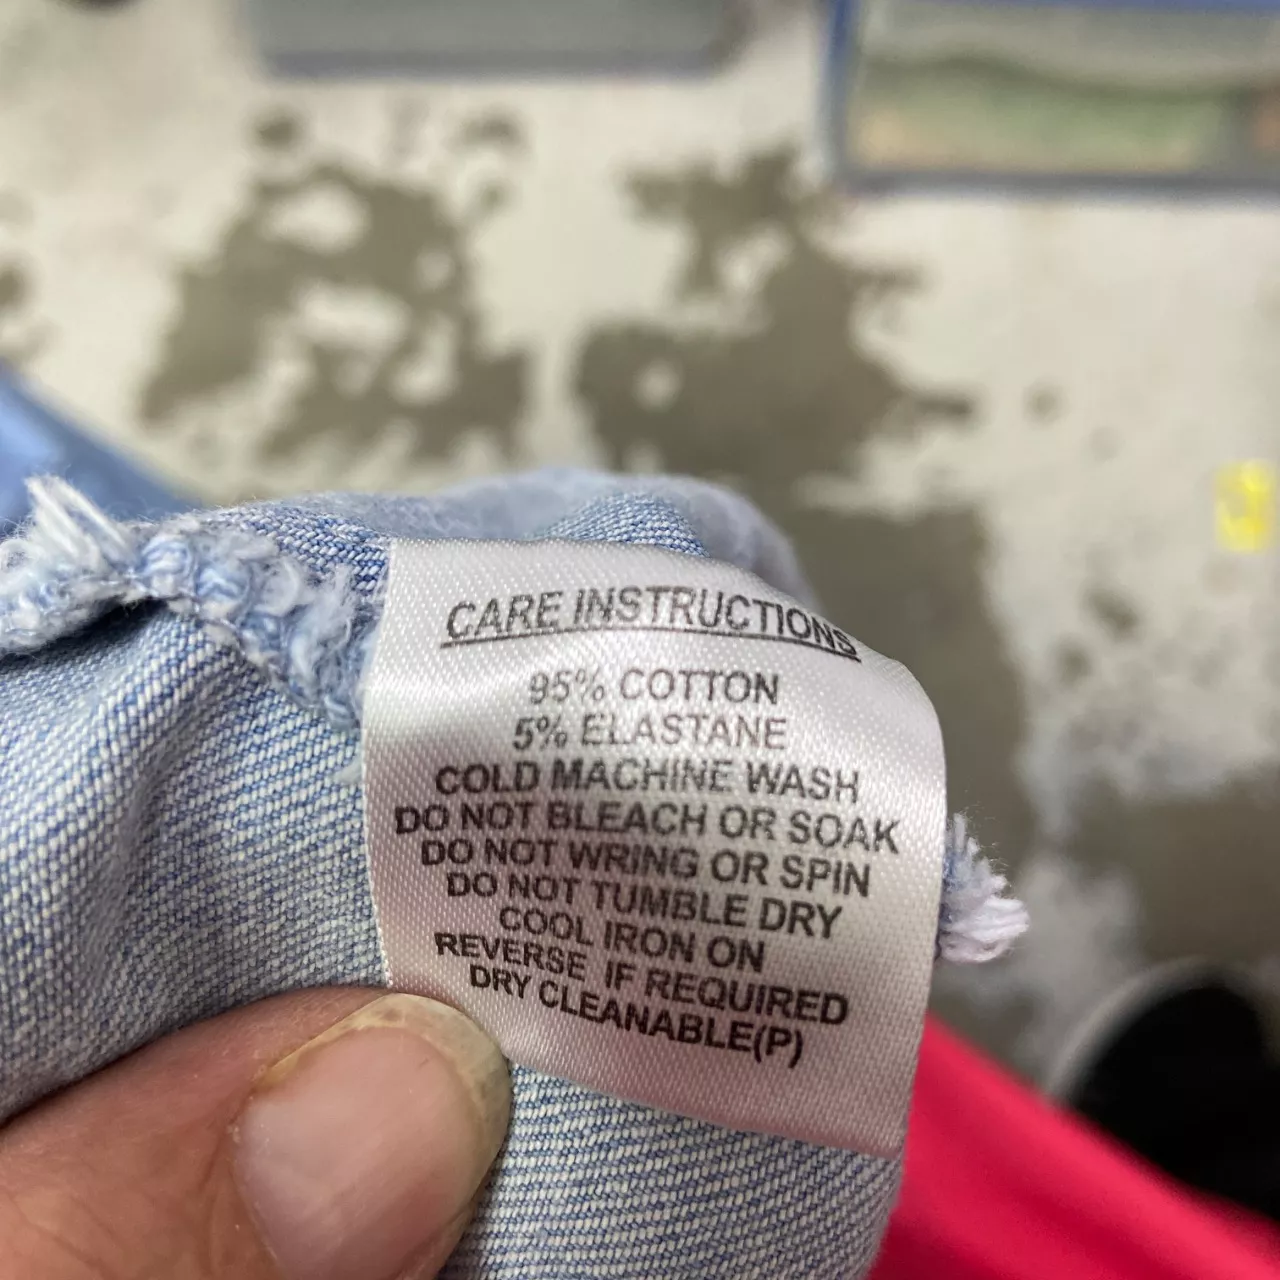 CARE INSTRUCTIONS
95% COTTON
5% ELASTANE
COLD MACHINE WASH
DO NOT BLEACH OR SOAK
DO NOT WRING OR SPIN
DO NOT TUMBLE DRY
COOL IRON ON
REVERSE IF REQUIRED
DRY CLEANABLE(P)